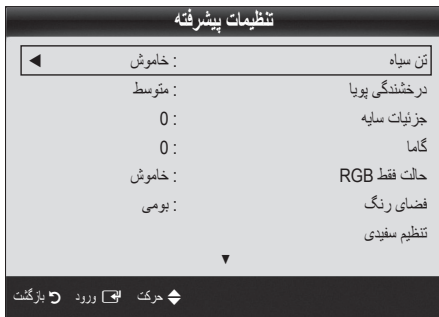 تنظیمات پیشرفته
تن سیاه : خاموش
درخشندگی پویا : متوسط
جزئیات سایه : 0
گاما : 0
حالت فقط RGB : خاموش
فضای رنگ : بومی
تنظیم سفیدی
حرکت ورود بازگشت